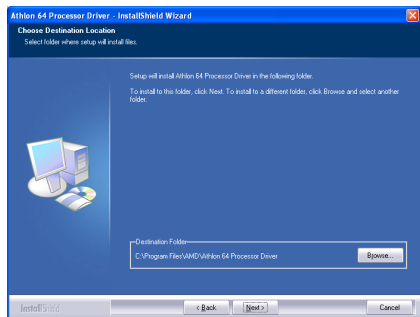 Athlon 64 Processor Driver - InstallShield Wizard
Choose Destination Location
Select folder where setup will install files.
Setup will install Athlon 64 Processor Driver in the following folder.
To install to this folder, click Next. To install to a different folder, click Browse and select another
folder.
Destination Folder
C:\Program Files\AMD\Athlon 64 Processor Driver
Browse...
InstallShield
< Back
Next >
Cancel